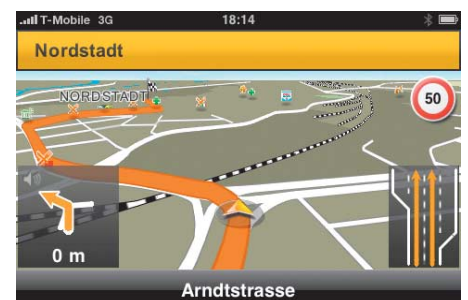 T-Mobile 3G 18:14
Nordstadt
NORDSTADT
50
0 m
Arndtstrasse